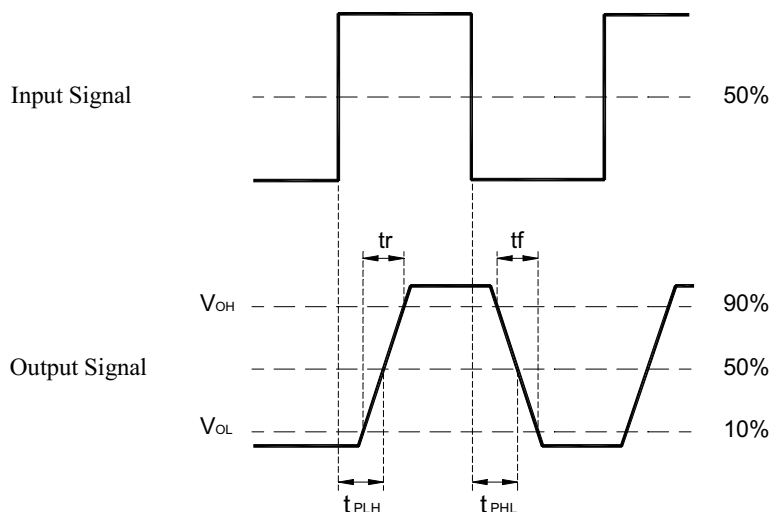 Input Signal
50%
tr
tf
VOH
90%
Output Signal
50%
VOL
10%
tPLH
tPHL